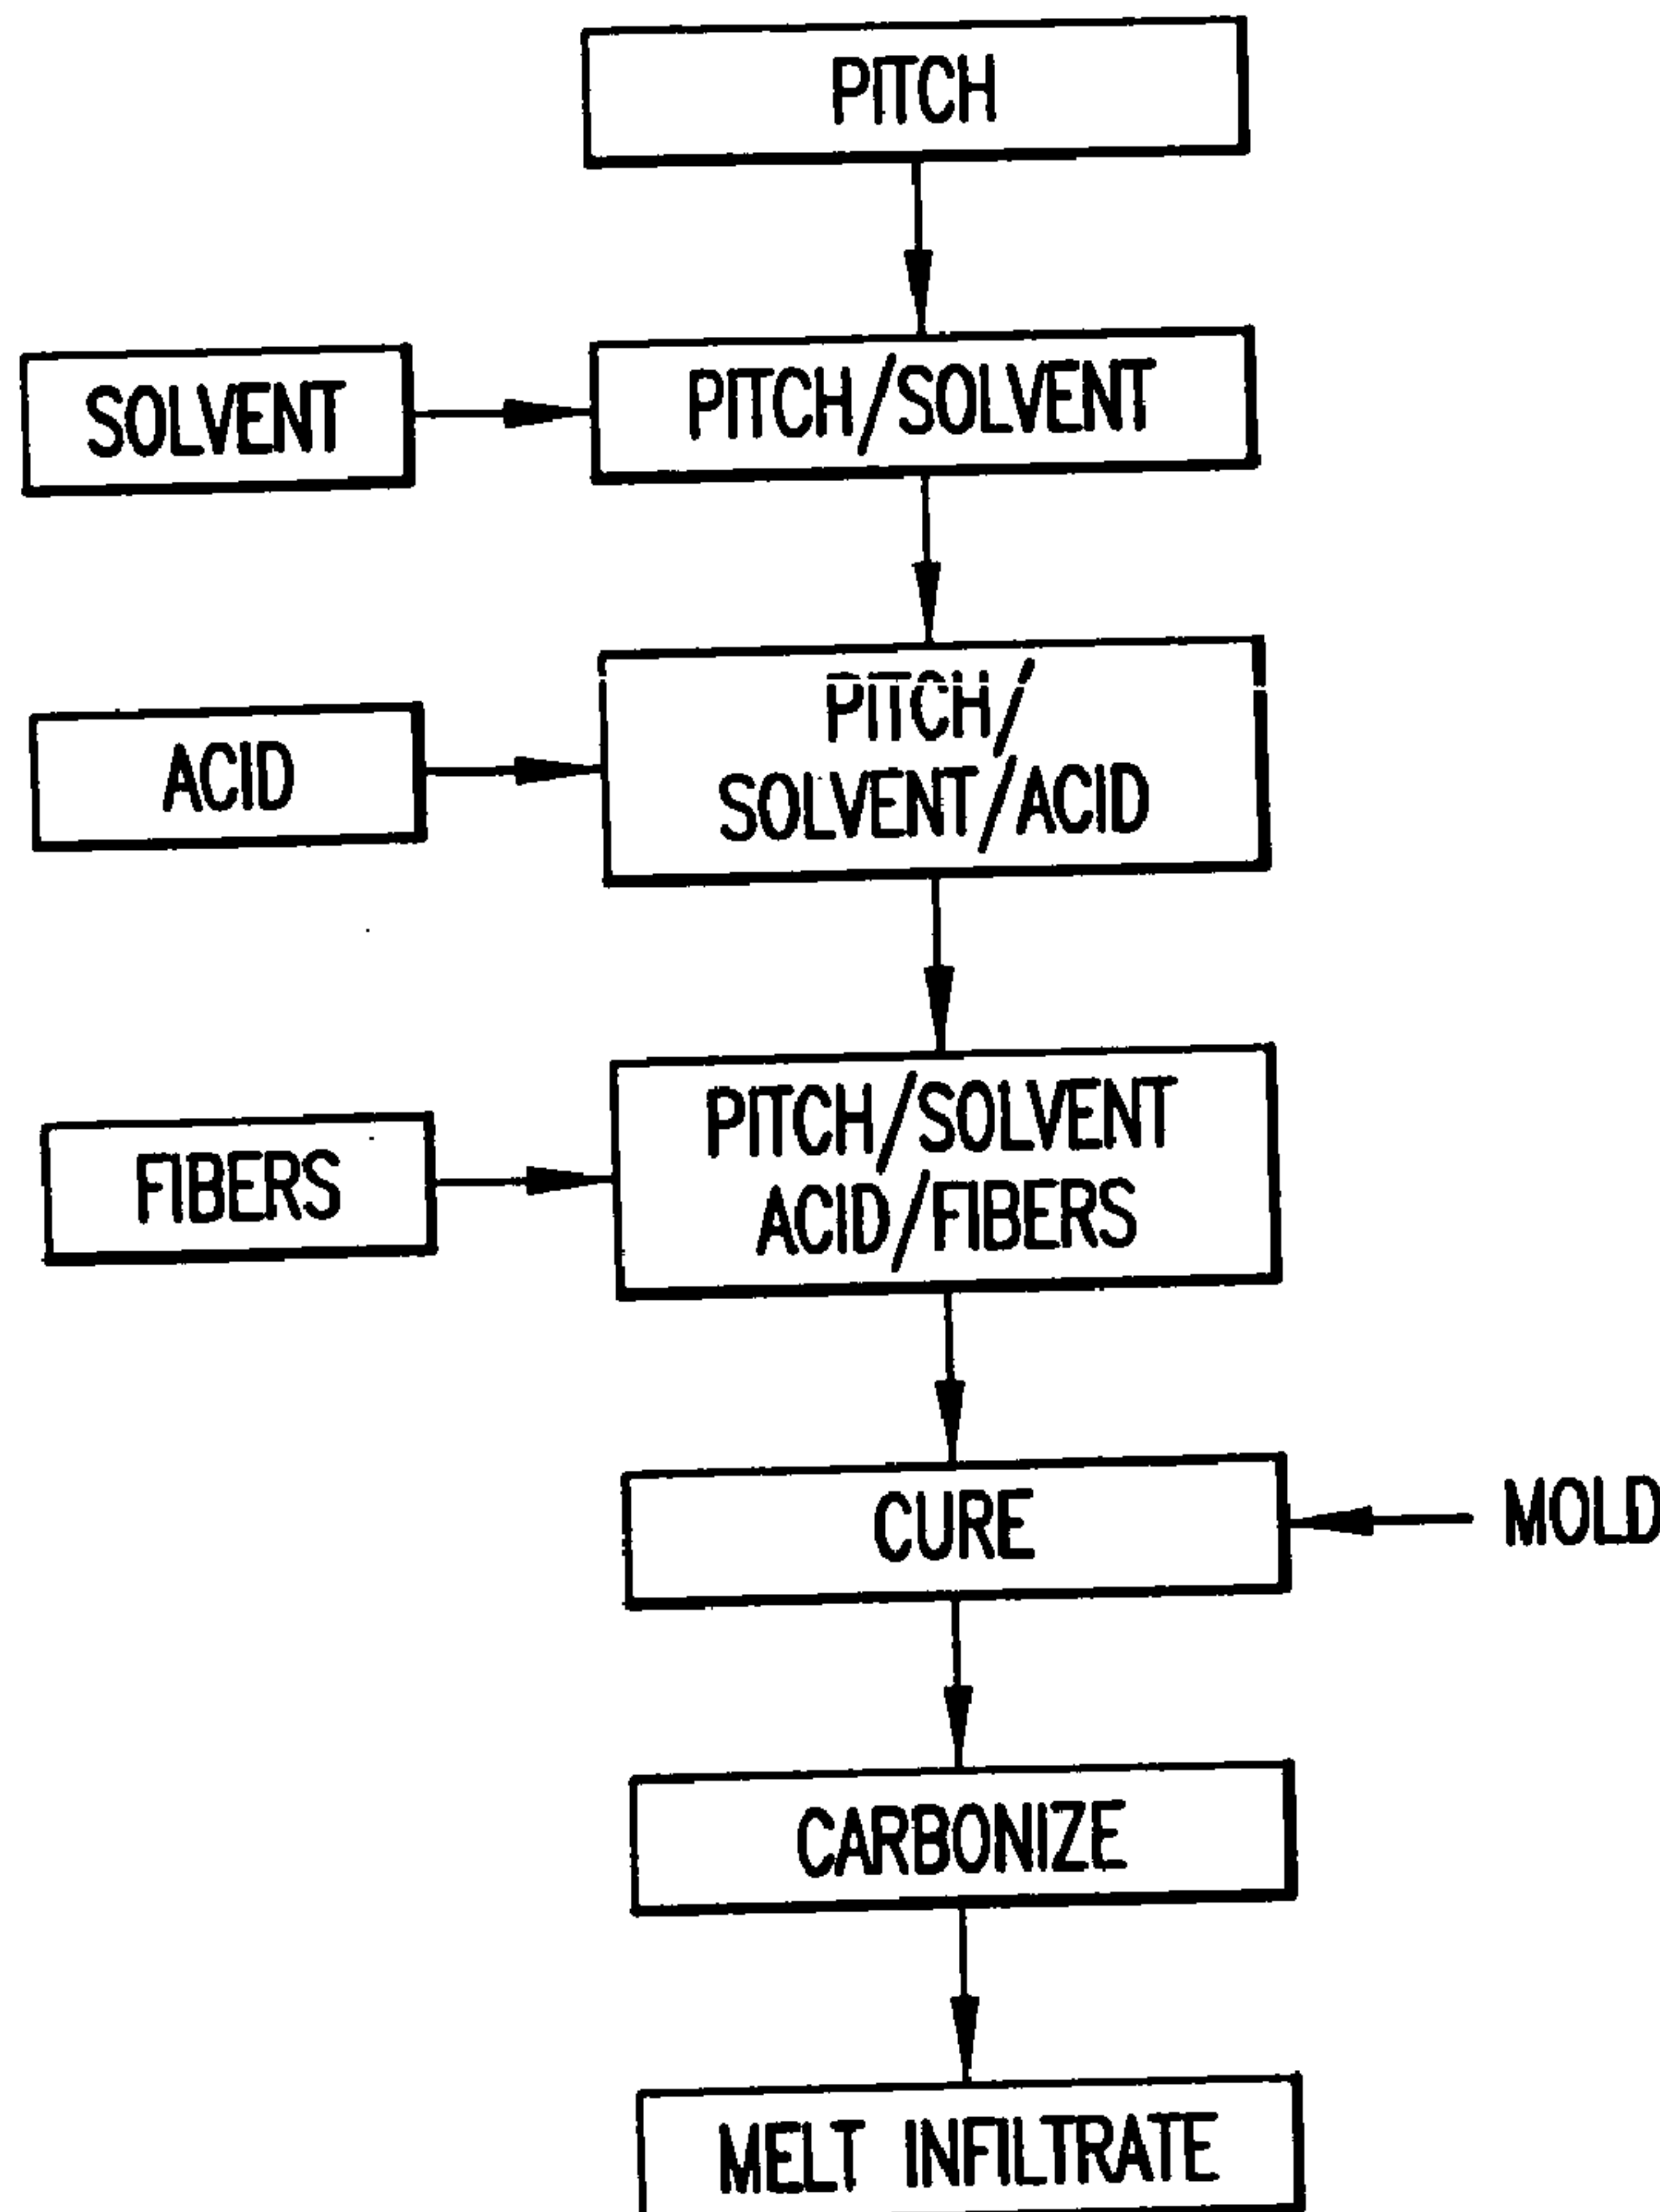 PITCH
SOLVENT
PITCH/SOLVENT
ACID
PITCH/
SOLVENT/ACID
FIBERS
PITCH/SOLVENT
ACID/FIBERS
CURE
MOLD
CARBONIZE
MELT INFILTRATE